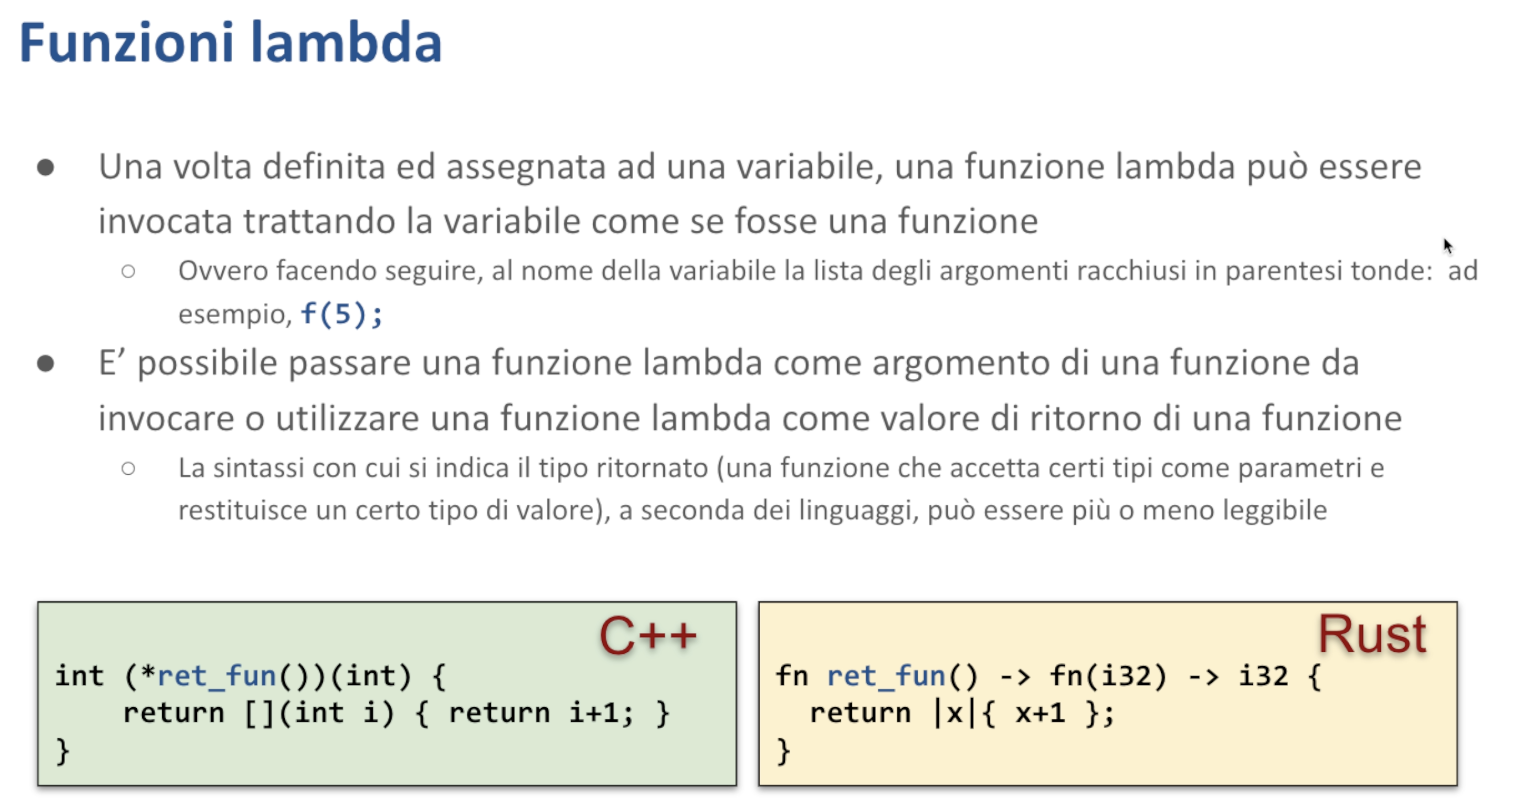 Funzioni lambda
● Una volta definita ed assegnata ad una variabile, una funzione lambda può essere
invocata trattando la variabile come se fosse una funzione
○ Ovvero facendo seguire, al nome della variabile la lista degli argomenti racchiusi in parentesi tonde: ad
esempio, f(5);
● E’ possibile passare una funzione lambda come argomento di una funzione da
invocare o utilizzare una funzione lambda come valore di ritorno di una funzione
○ La sintassi con cui si indica il tipo ritornato (una funzione che accetta certi tipi come parametri e
restituisce un certo tipo di valore), a seconda dei linguaggi, può essere più o meno leggibile
C++
int (*ret_fun())(int) {
    return [](int i) { return i+1; }
}
Rust
fn ret_fun() -> fn(i32) -> i32 {
  return |x|{ x+1 };
}